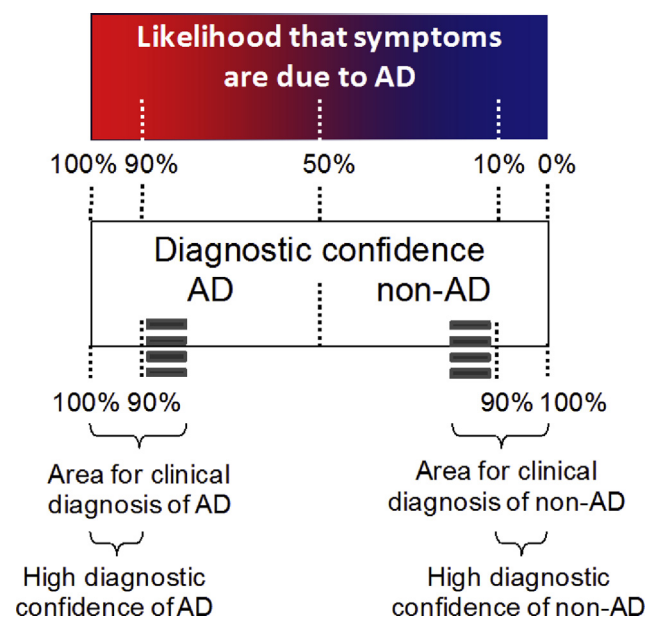 Likelihood that symptoms
are due to AD
100% 90% 50% 10% 0%
Diagnostic confidence
AD non-AD
100% 90% 90% 100%
Area for clinical
diagnosis of AD
Area for clinical
diagnosis of non-AD
High diagnostic
confidence of AD
High diagnostic
confidence of non-AD